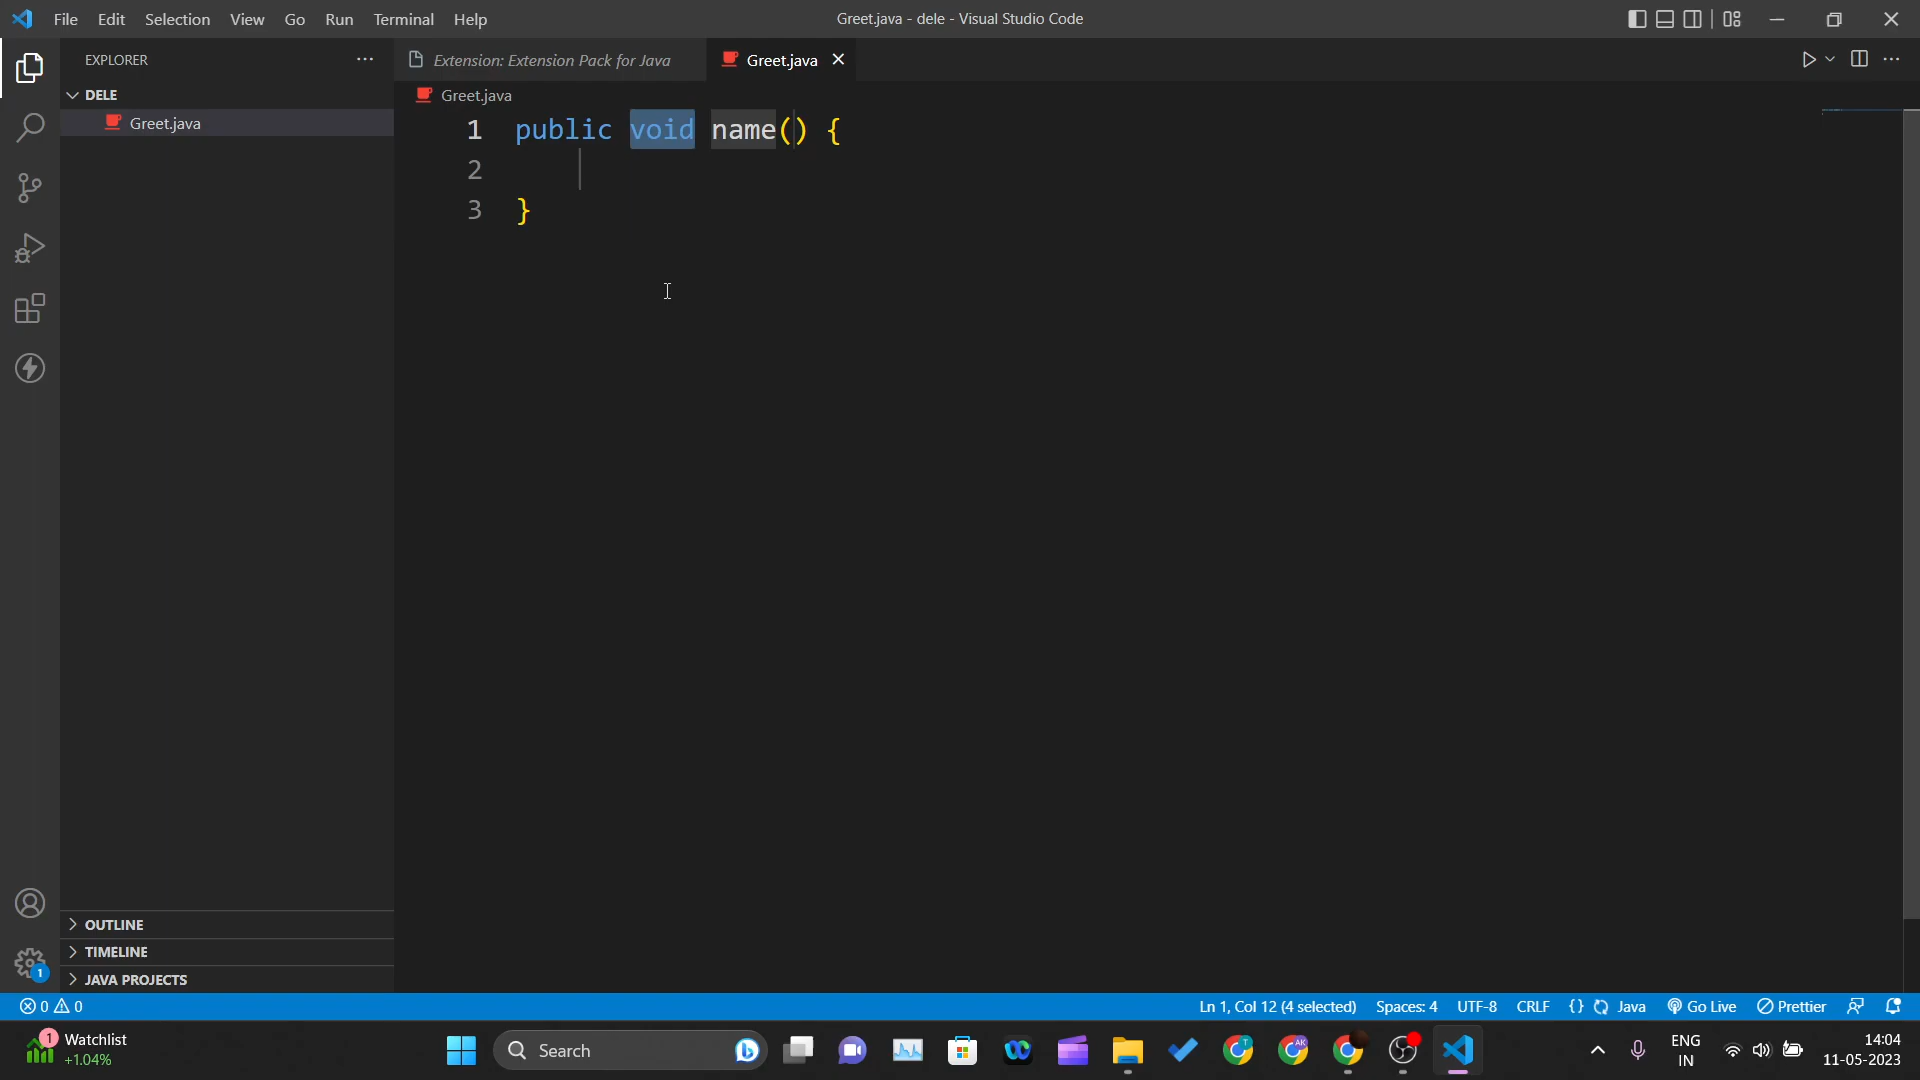 File Edit Selection View Go Run Terminal Help
Greet.java - dele - Visual Studio Code
EXPLORER
Extension: Extension Pack for Java
Greet.java
DELE
Greet.java
Greet.java
1 public void name() {
2
3 }
OUTLINE
TIMELINE
1
JAVA PROJECTS
0 0
Ln 1, Col 12 (4 selected) Spaces: 4 UTF-8 CRLF {} Java Go Live Prettier
1
Watchlist
+1.04%
Search
T
AK
ENG
IN
14:04
11-05-2023